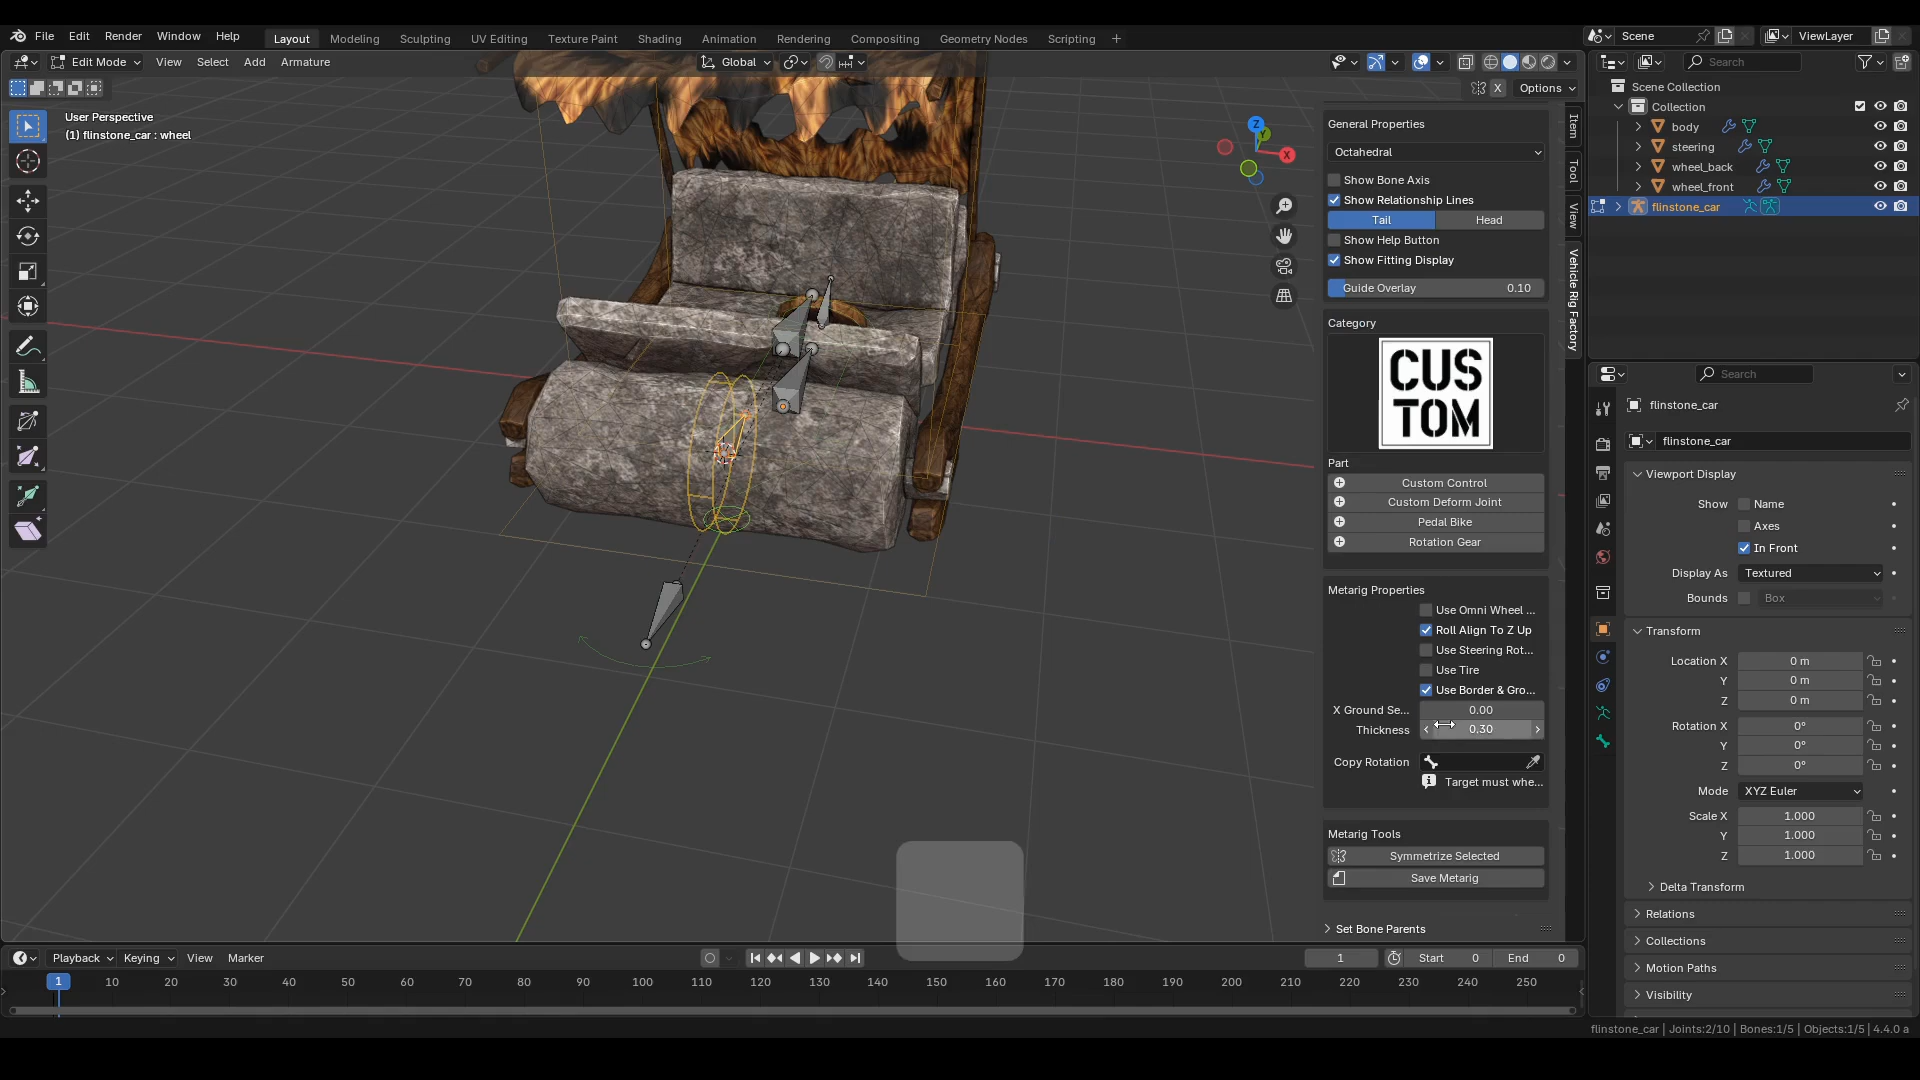 File Edit Render Window Help Layout Modeling Sculpting UV Editing Texture Paint Shading Animation Rendering Compositing Geometry Nodes Scripting Scene ViewLayer
Edit Mode View Select Add Armature Global Search
X Options
User Perspective
(1) flinstone_car : wheel
Z
Y
X
General Properties
Octahedral
Show Bone Axis
Show Relationship Lines
Tail Head
Show Help Button
Show Fitting Display
Guide Overlay 0.10
Category
CUS
TOM
Part
Custom Control
Custom Deform Joint
Pedal Bike
Rotation Gear
Metarig Properties
Use Omni Wheel ...
Roll Align To Z Up
Use Steering Rot...
Use Tire
Use Border & Gro...
X Ground Se... 0.00
Thickness 0.30
Copy Rotation
Target must whe...
Metarig Tools
Symmetrize Selected
Save Metarig
Set Bone Parents
Item
Tool
View
Vehicle Rig Factory
Scene Collection
Collection
body
steering
wheel_back
wheel_front
flinstone_car
Search
flinstone_car
flinstone_car
Viewport Display
Show Name
Axes
In Front
Display As Textured
Bounds Box
Transform
Location X 0 m
Y 0 m
Z 0 m
Rotation X 0°
Y 0°
Z 0°
Mode XYZ Euler
Scale X 1.000
Y 1.000
Z 1.000
Delta Transform
Relations
Collections
Motion Paths
Visibility
Playback Keying View Marker 1 Start 0 End 0
1 10 20 30 40 50 60 70 80 90 100 110 120 130 140 150 160 170 180 190 200 210 220 230 240 250
flinstone_car | Joints:2/10 | Bones:1/5 | Objects:1/5 | 4.4.0 a